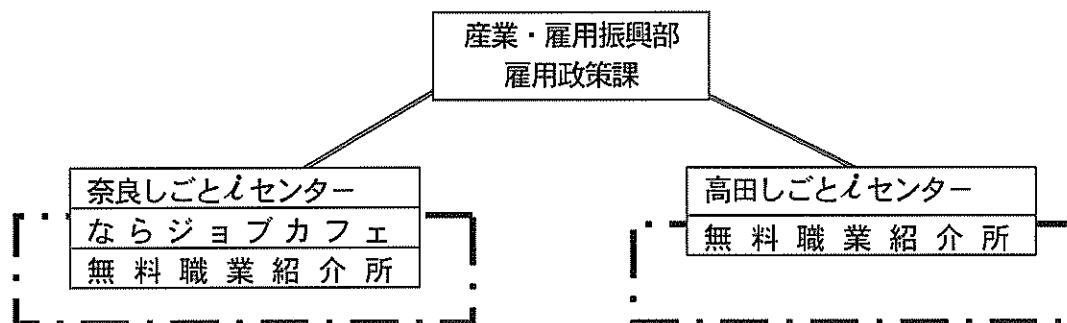 産業・雇用振興部
雇用政策課
奈良しごとiセンター
ならジョブカフェ
無料職業紹介所
高田しごとiセンター
無料職業紹介所